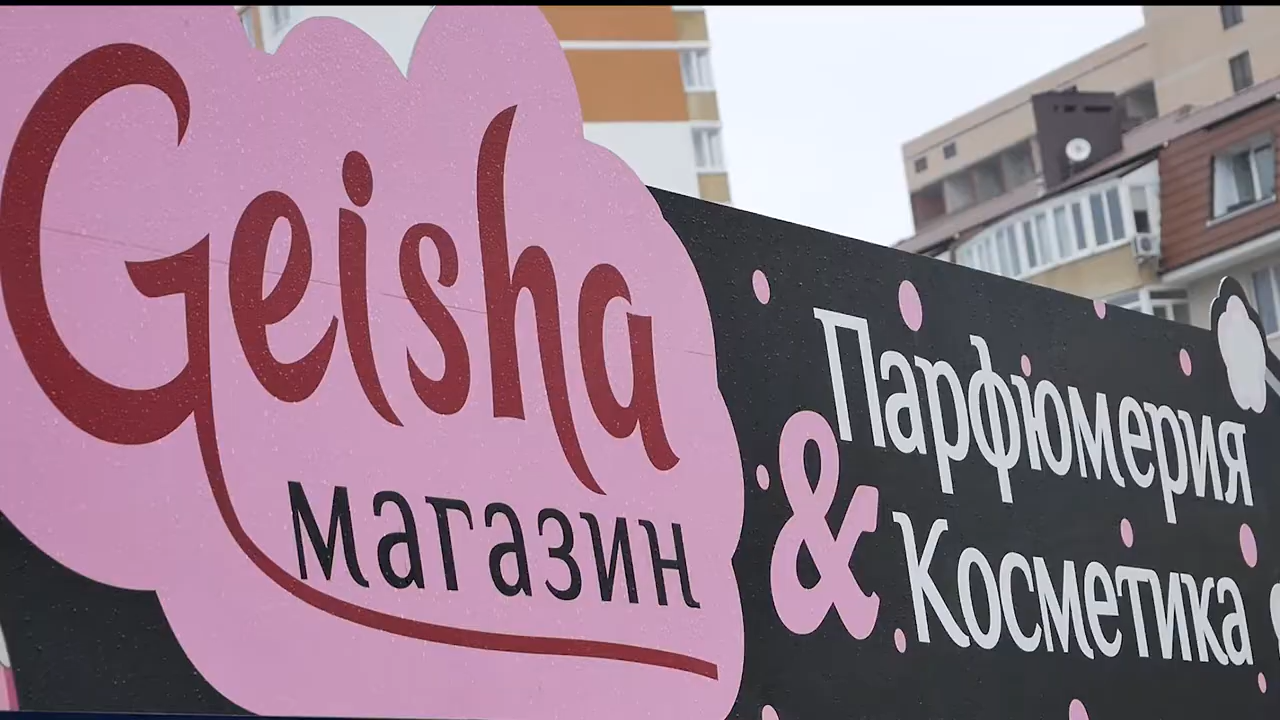 Geisha
магазин
Парфюмерия
& Косметика